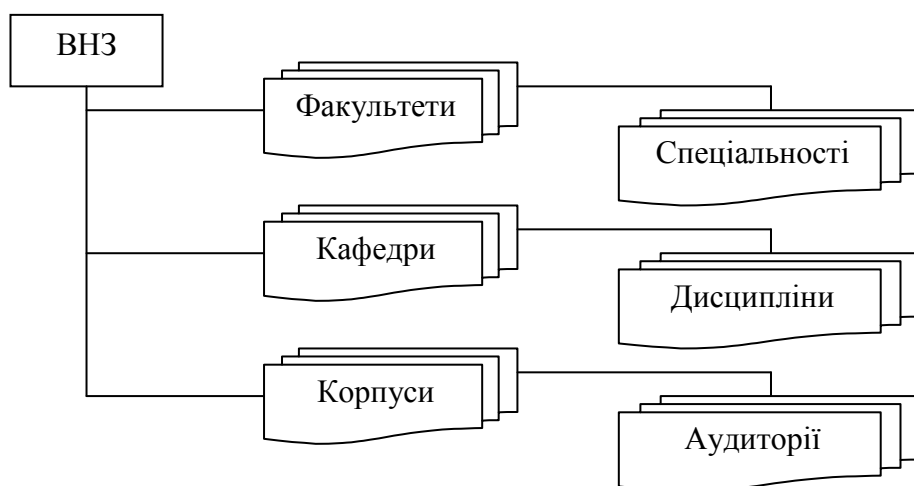 ВНЗ
Факультети
Спеціальності
Кафедри
Дисципліни
Корпуси
Аудиторії